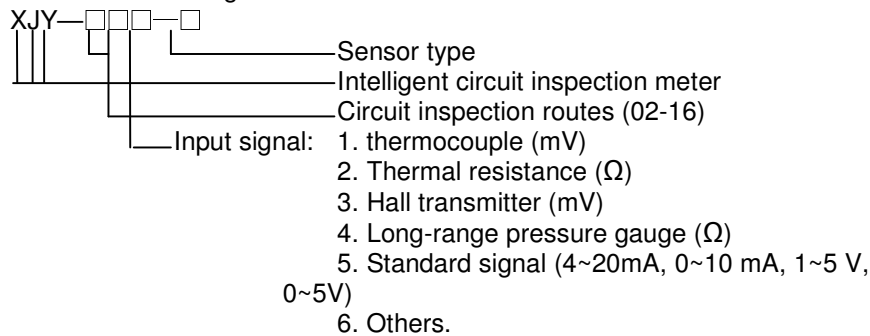 XJY—□□□—□
Sensor type
Intelligent circuit inspection meter
Circuit inspection routes (02-16)
Input signal: 1. thermocouple (mV)
2. Thermal resistance (Ω)
3. Hall transmitter (mV)
4. Long-range pressure gauge (Ω)
5. Standard signal (4~20mA, 0~10 mA, 1~5 V,
0~5V)
6. Others.